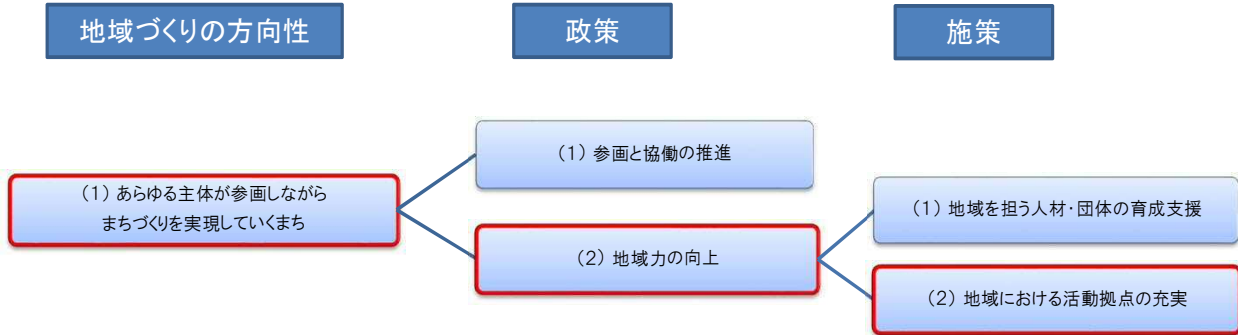 地域づくりの方向性
政策
施策
（1）参画と協働の推進
（1）あらゆる主体が参画しながら
まちづくりを実現していくまち
（1）地域を担う人材・団体の育成支援
（2）地域力の向上
（2）地域における活動拠点の充実